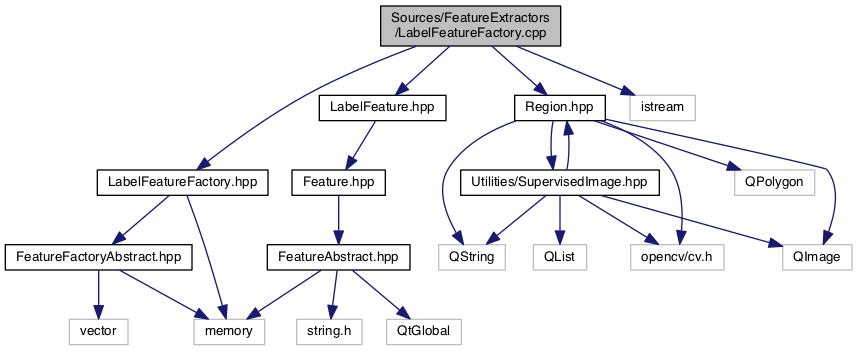 Sources/FeatureExtractors
/LabelFeatureFactory.cpp
LabelFeature.hpp
Region.hpp
istream
LabelFeatureFactory.hpp
Feature.hpp
Utilities/SupervisedImage.hpp
QPolygon
FeatureFactoryAbstract.hpp
FeatureAbstract.hpp
QString
QList
opencv/cv.h
QImage
vector
memory
string.h
QtGlobal